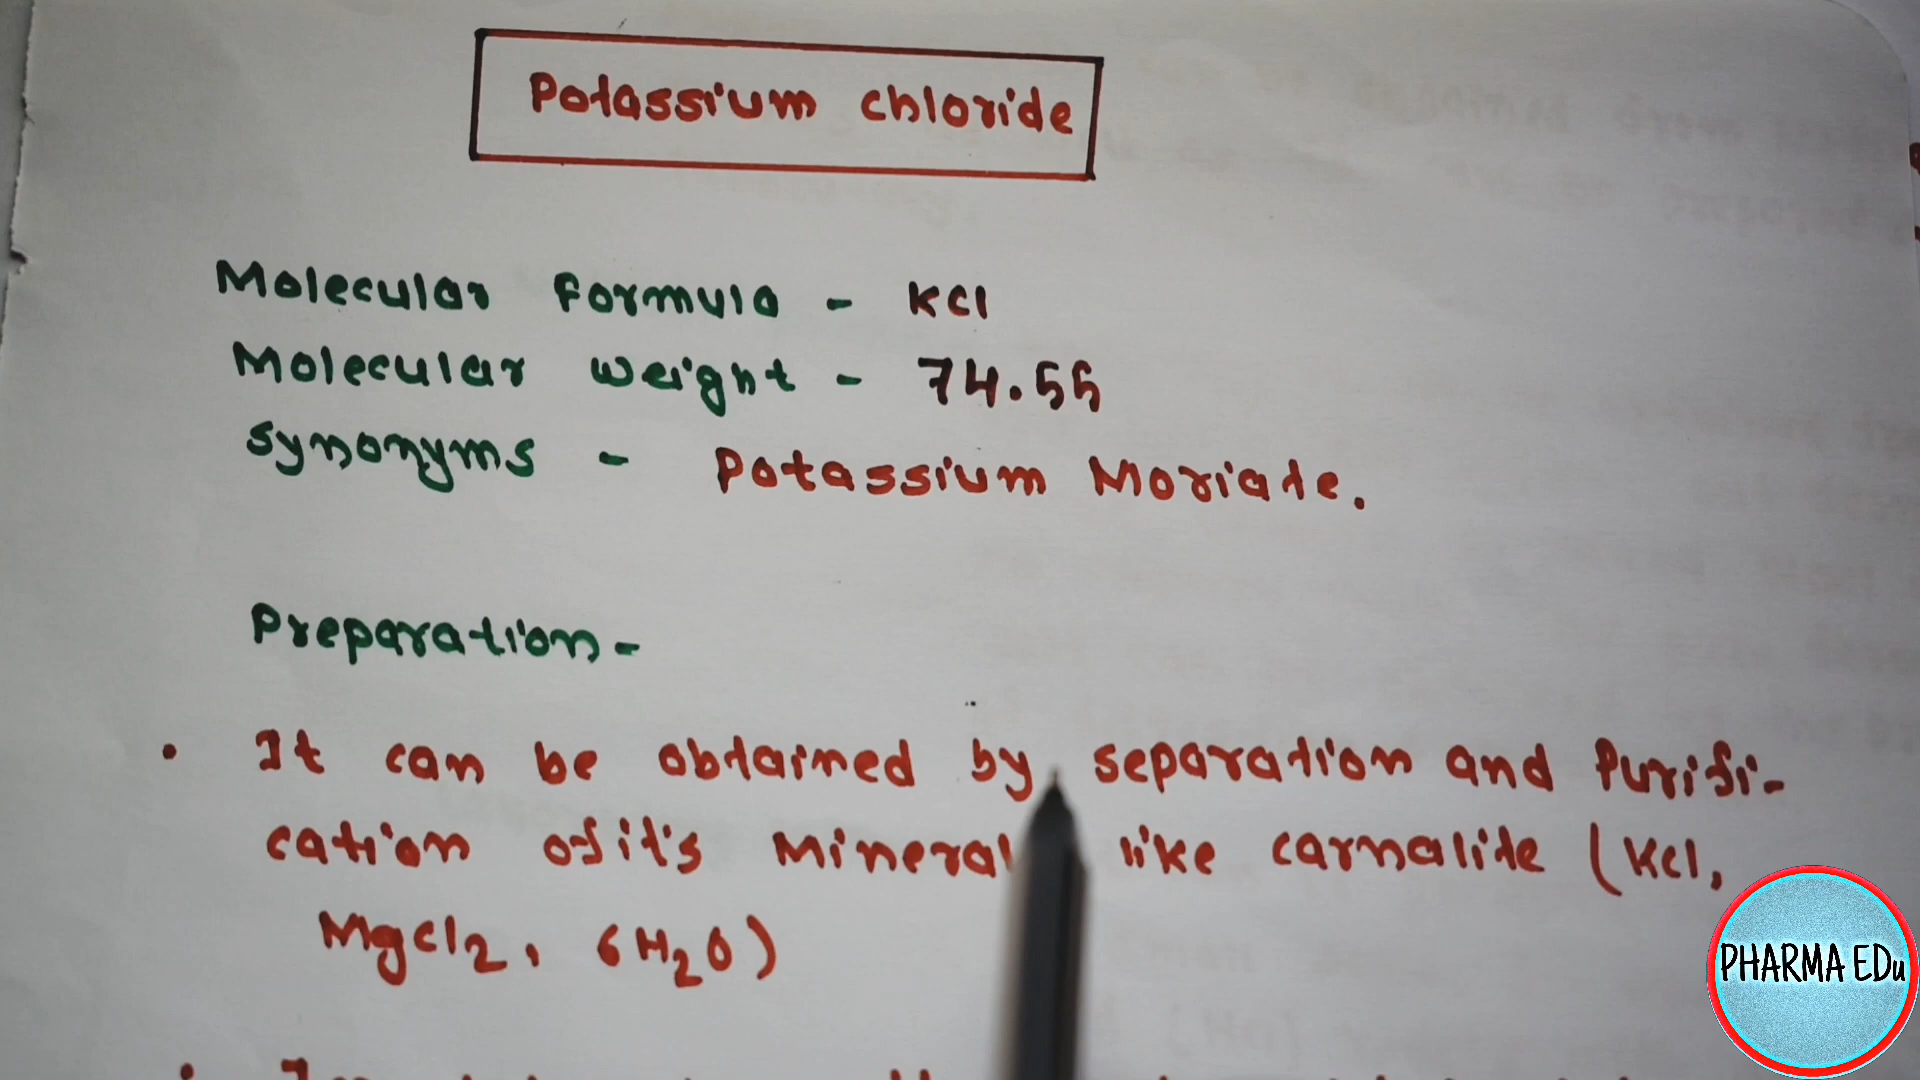 Potassium chloride
Molecular formula - KCl
Molecular weight - 74.55
Synonyms - Potassium Moriate.
Preparation -
• It can be obtained by separation and Purifi-
cation of it's Mineral like carnalite (KCl,
MgCl2, 6H2O)
PHARMA EDu